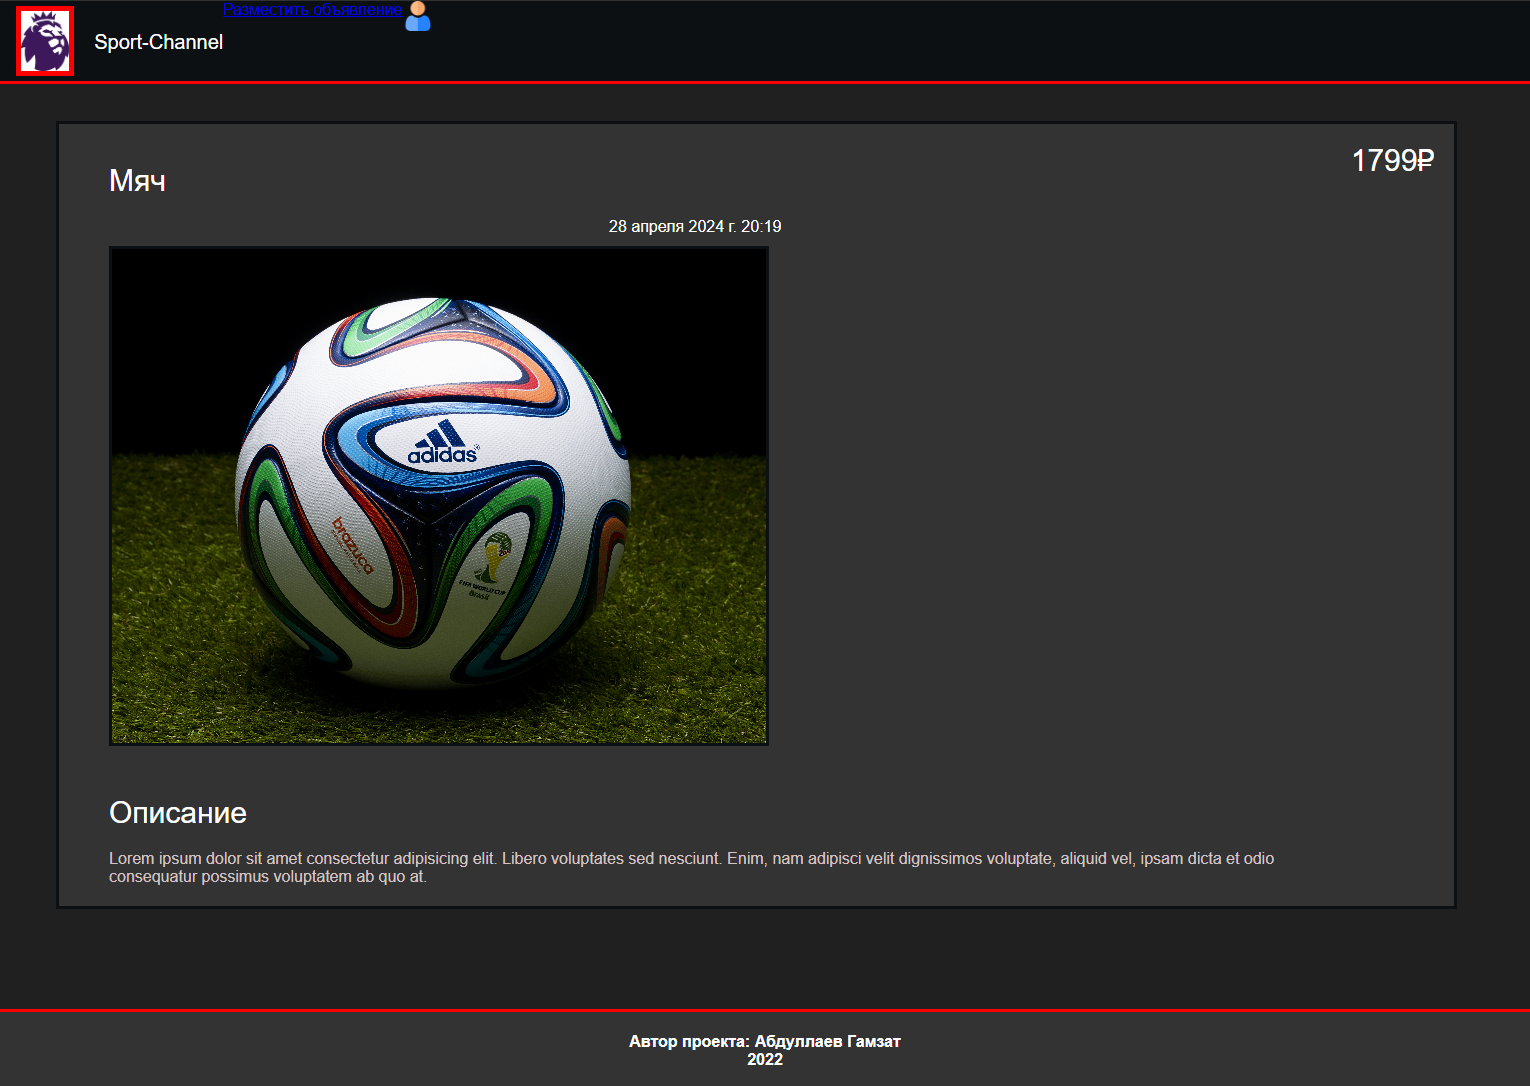 Разместить объявление
Sport-Channel
1799₽
Мяч
28 апреля 2024 г. 20:19
adidas
brazuca
FIFA WORLD CUP
Brasil
Описание
Lorem ipsum dolor sit amet consectetur adipisicing elit. Libero voluptates sed nesciunt. Enim, nam adipisci velit dignissimos voluptate, aliquid vel, ipsam dicta et odio
consequatur possimus voluptatem ab quo at.
Автор проекта: Абдуллаев Гамзат
2022